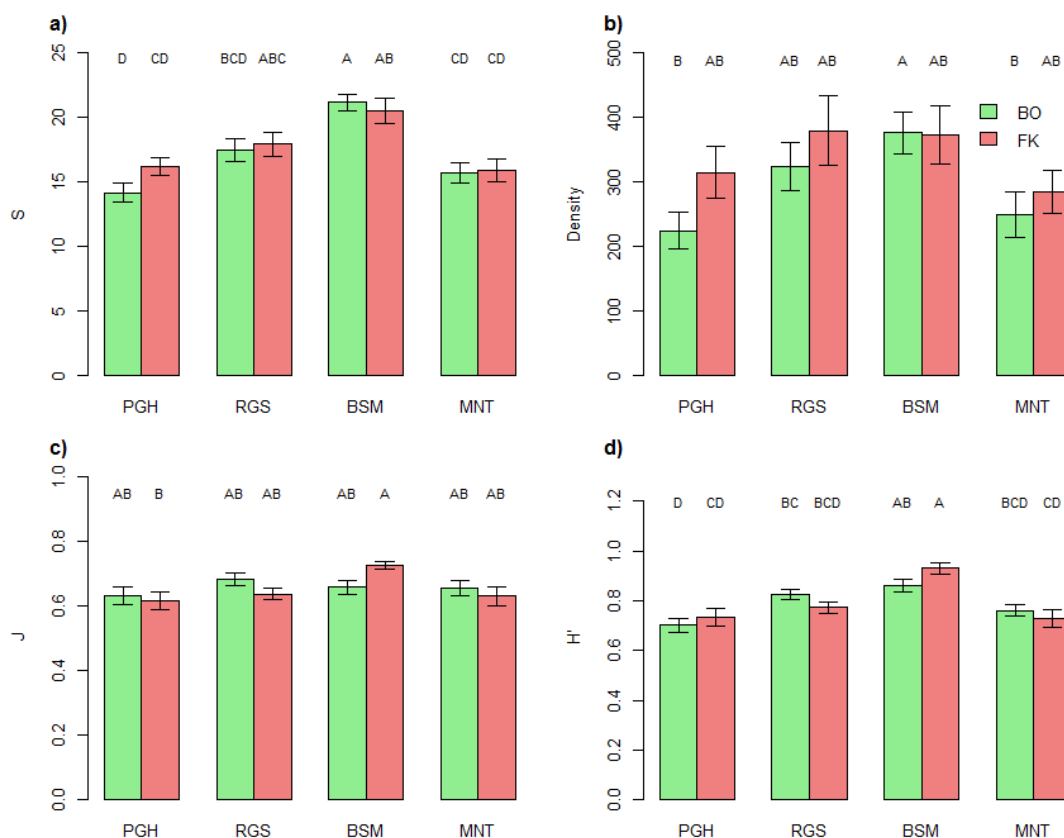 a)
D CD BCD ABC A AB CD CD
25
20
15
10
5
0
S
PGH RGS BSM MNT
b)
B AB AB AB A AB B AB
500
400
300
200
100
0
Density
BO
FK
PGH RGS BSM MNT
c)
AB B AB AB AB A AB AB
1.0
0.8
0.6
0.4
0.2
0.0
J
PGH RGS BSM MNT
d)
D CD BC BCD AB A BCD CD
1.2
1.0
0.8
0.6
0.4
0.2
0.0
H'
PGH RGS BSM MNT